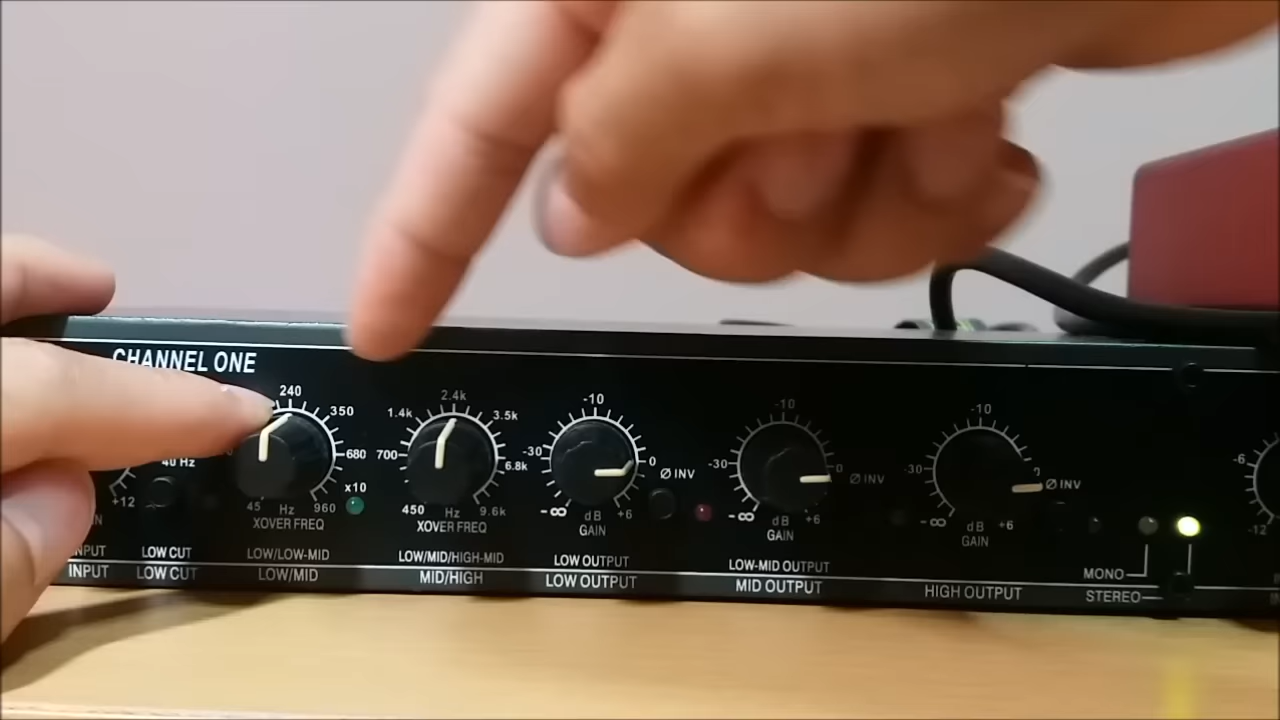 CHANNEL ONE
+12
40 Hz
INPUT
INPUT
LOW CUT
LOW CUT
240
350
680
x10
45 Hz 960
XOVER FREQ
LOW/LOW-MID
LOW/MID
2.4k
1.4k 3.5k
700 6.8k
450 Hz 9.6k
XOVER FREQ
LOW/MID/HIGH-MID
MID/HIGH
-10
-30 0
Ø INV
-∞ dB +6
GAIN
LOW OUTPUT
LOW OUTPUT
-10
-30 0
Ø INV
-∞ dB +6
GAIN
LOW-MID OUTPUT
MID OUTPUT
-10
-30
Ø INV
-∞ dB +6
GAIN
HIGH OUTPUT
MONO
STEREO
-6
-12